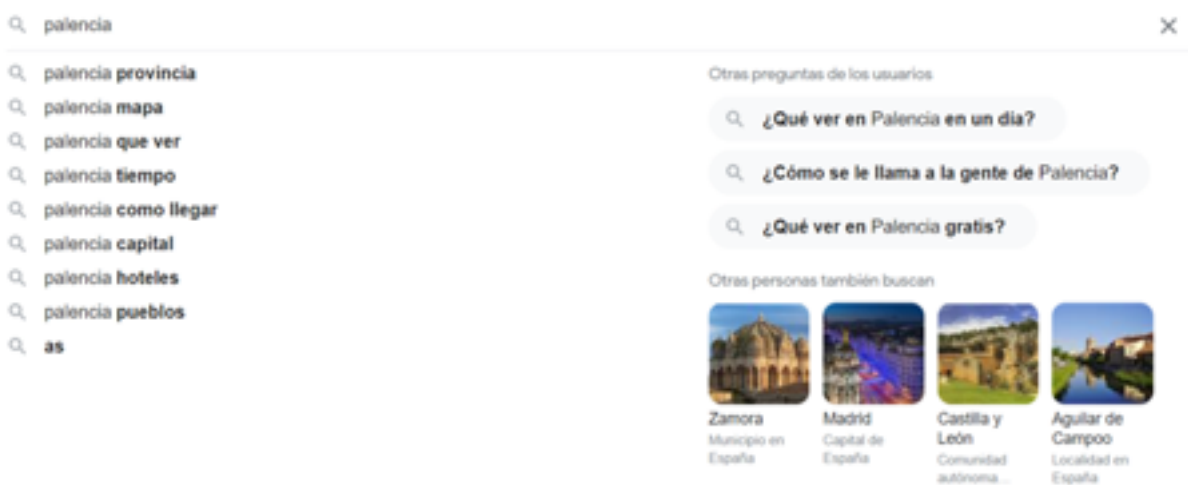 palencia
palencia provincia
palencia mapa
palencia que ver
palencia tiempo
palencia como llegar
palencia capital
palencia hoteles
palencia pueblos
as
Otras preguntas de los usuarios
¿Qué ver en Palencia en un día?
¿Cómo se le llama a la gente de Palencia?
¿Qué ver en Palencia gratis?
Otras personas también buscan
Zamora
Municipio en
España
Madrid
Capital de
España
Castilla y
León
Comunidad
autónoma...
Aguilar de
Campoo
Localidad en
España